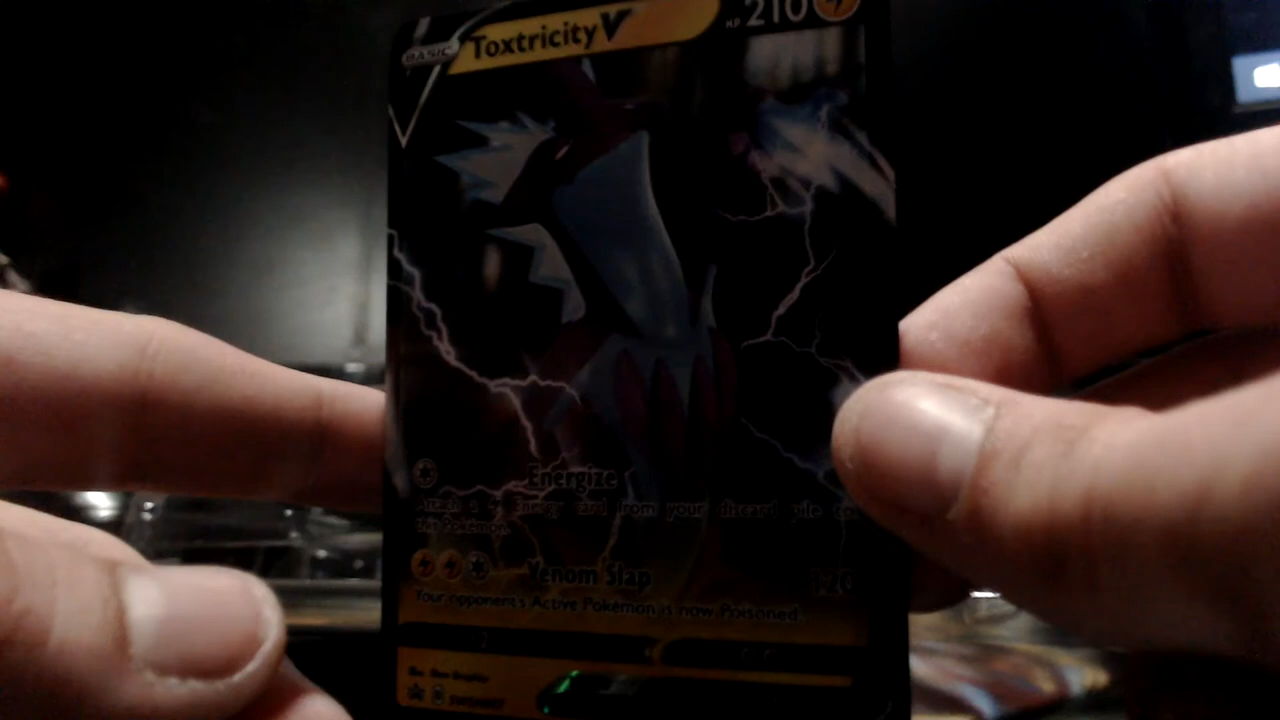 BASIC Toxtricity V HP 210
Energize
Attach a Energy card from your discard pile to
this Pokémon.
Venom Slap 120
Your opponent's Active Pokémon is now Poisoned.